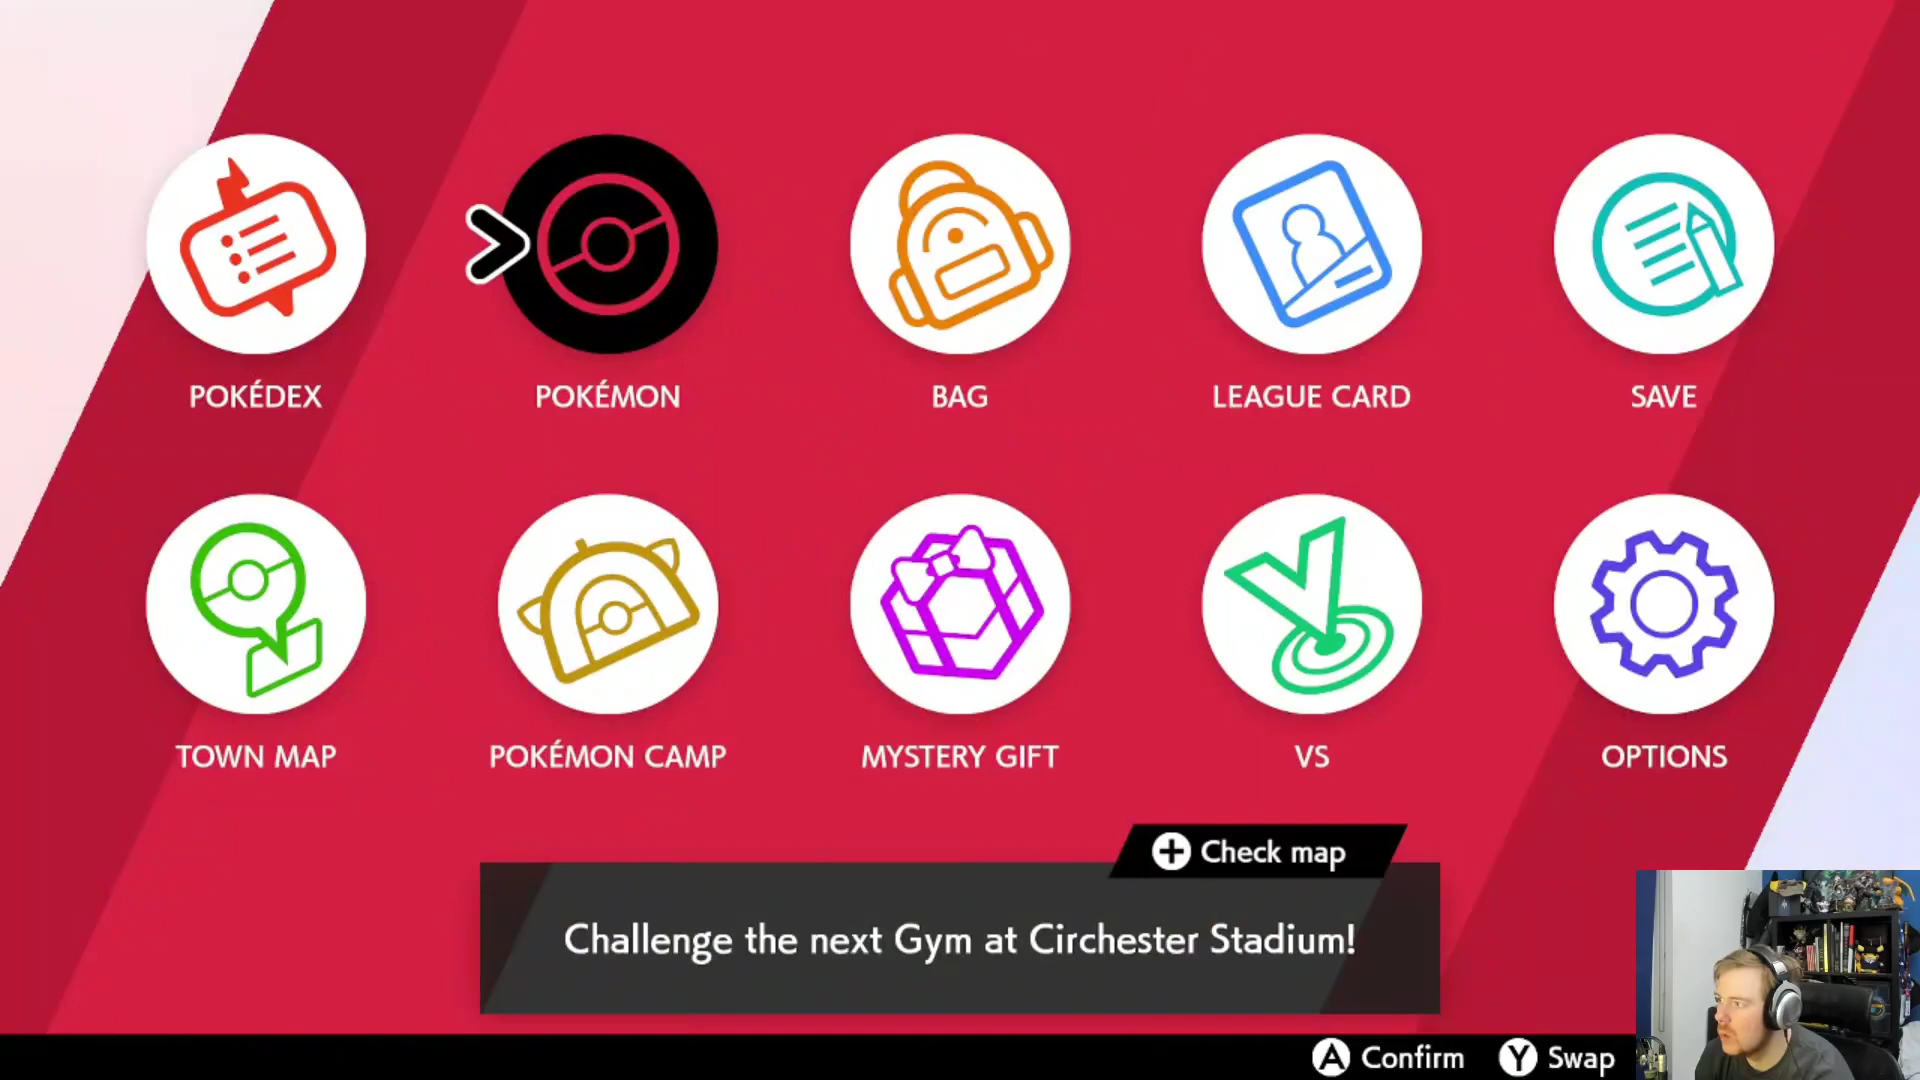 POKÉDEX
POKÉMON
BAG
LEAGUE CARD
SAVE
TOWN MAP
POKÉMON CAMP
MYSTERY GIFT
VS
OPTIONS
Check map
Challenge the next Gym at Circhester Stadium!
A Confirm
Y Swap